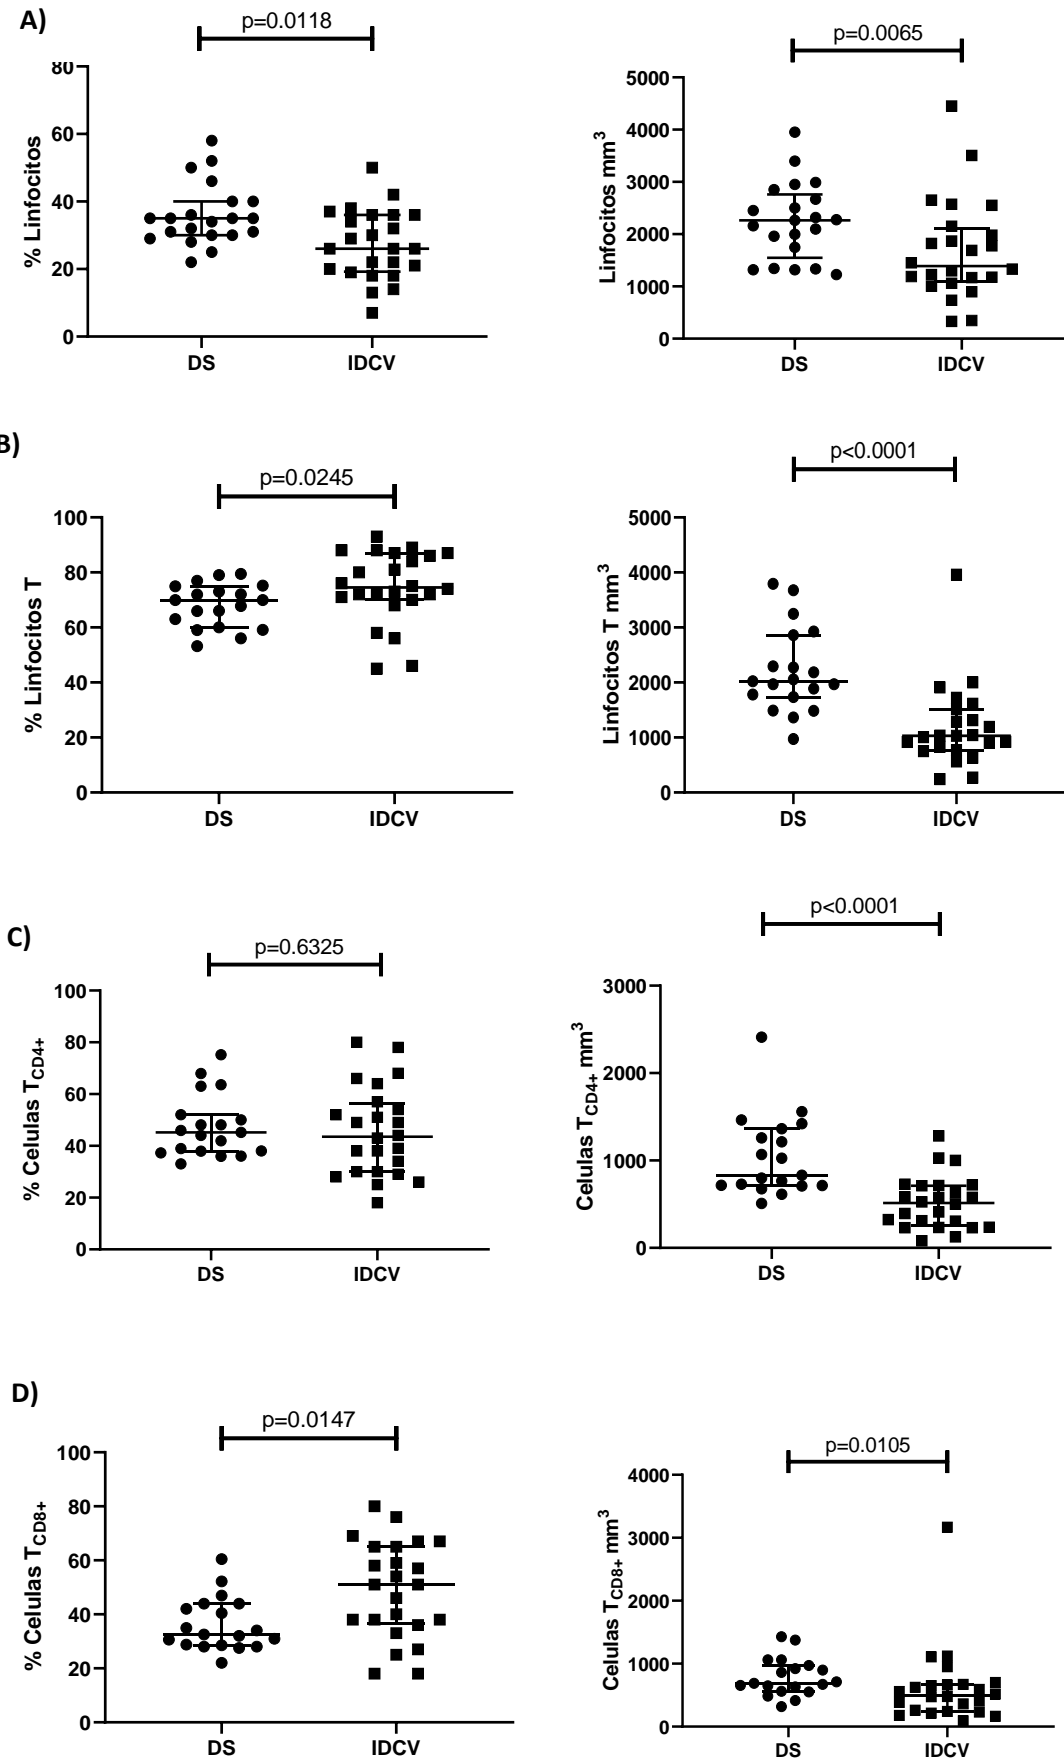 A)
p=0.0118
% Linfocitos
80
60
40
20
0
DS IDCV
p=0.0065
Linfocitos mm³
5000
4000
3000
2000
1000
0
DS IDCV
B)
p=0.0245
% Linfocitos T
100
80
60
40
20
0
DS IDCV
p<0.0001
Linfocitos T mm³
5000
4000
3000
2000
1000
0
DS IDCV
C)
p=0.6325
% Celulas TCD4+
100
80
60
40
20
0
DS IDCV
p<0.0001
Celulas TCD4+ mm³
3000
2000
1000
0
DS IDCV
D)
p=0.0147
% Celulas TCD8+
100
80
60
40
20
0
DS IDCV
p=0.0105
Celulas TCD8+ mm³
4000
3000
2000
1000
0
DS IDCV